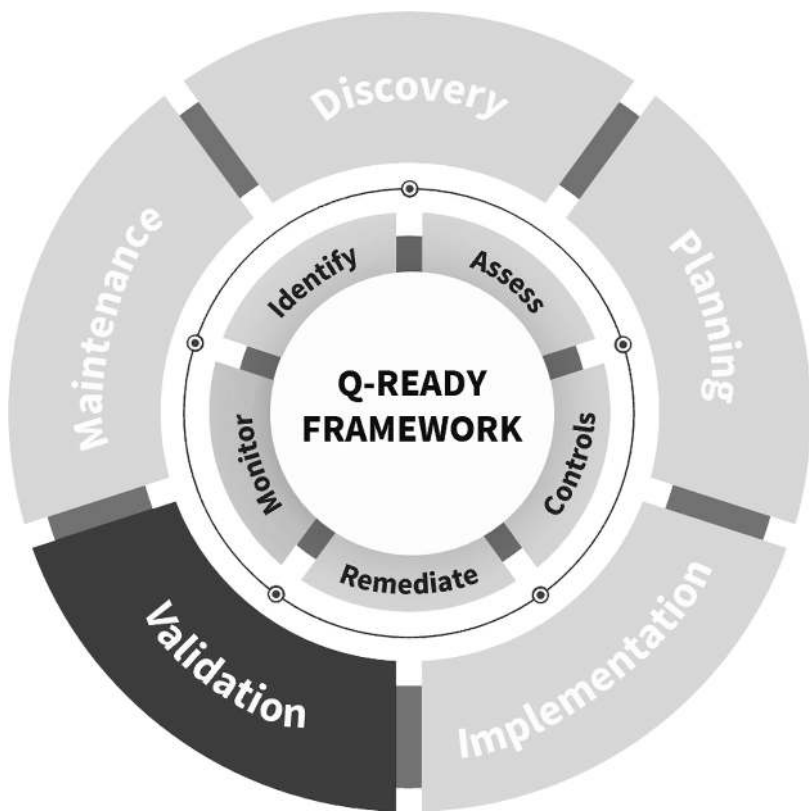 Discovery
Planning
Implementation
Validation
Maintenance
Identify
Assess
Controls
Remediate
Monitor
Q-READY
FRAMEWORK